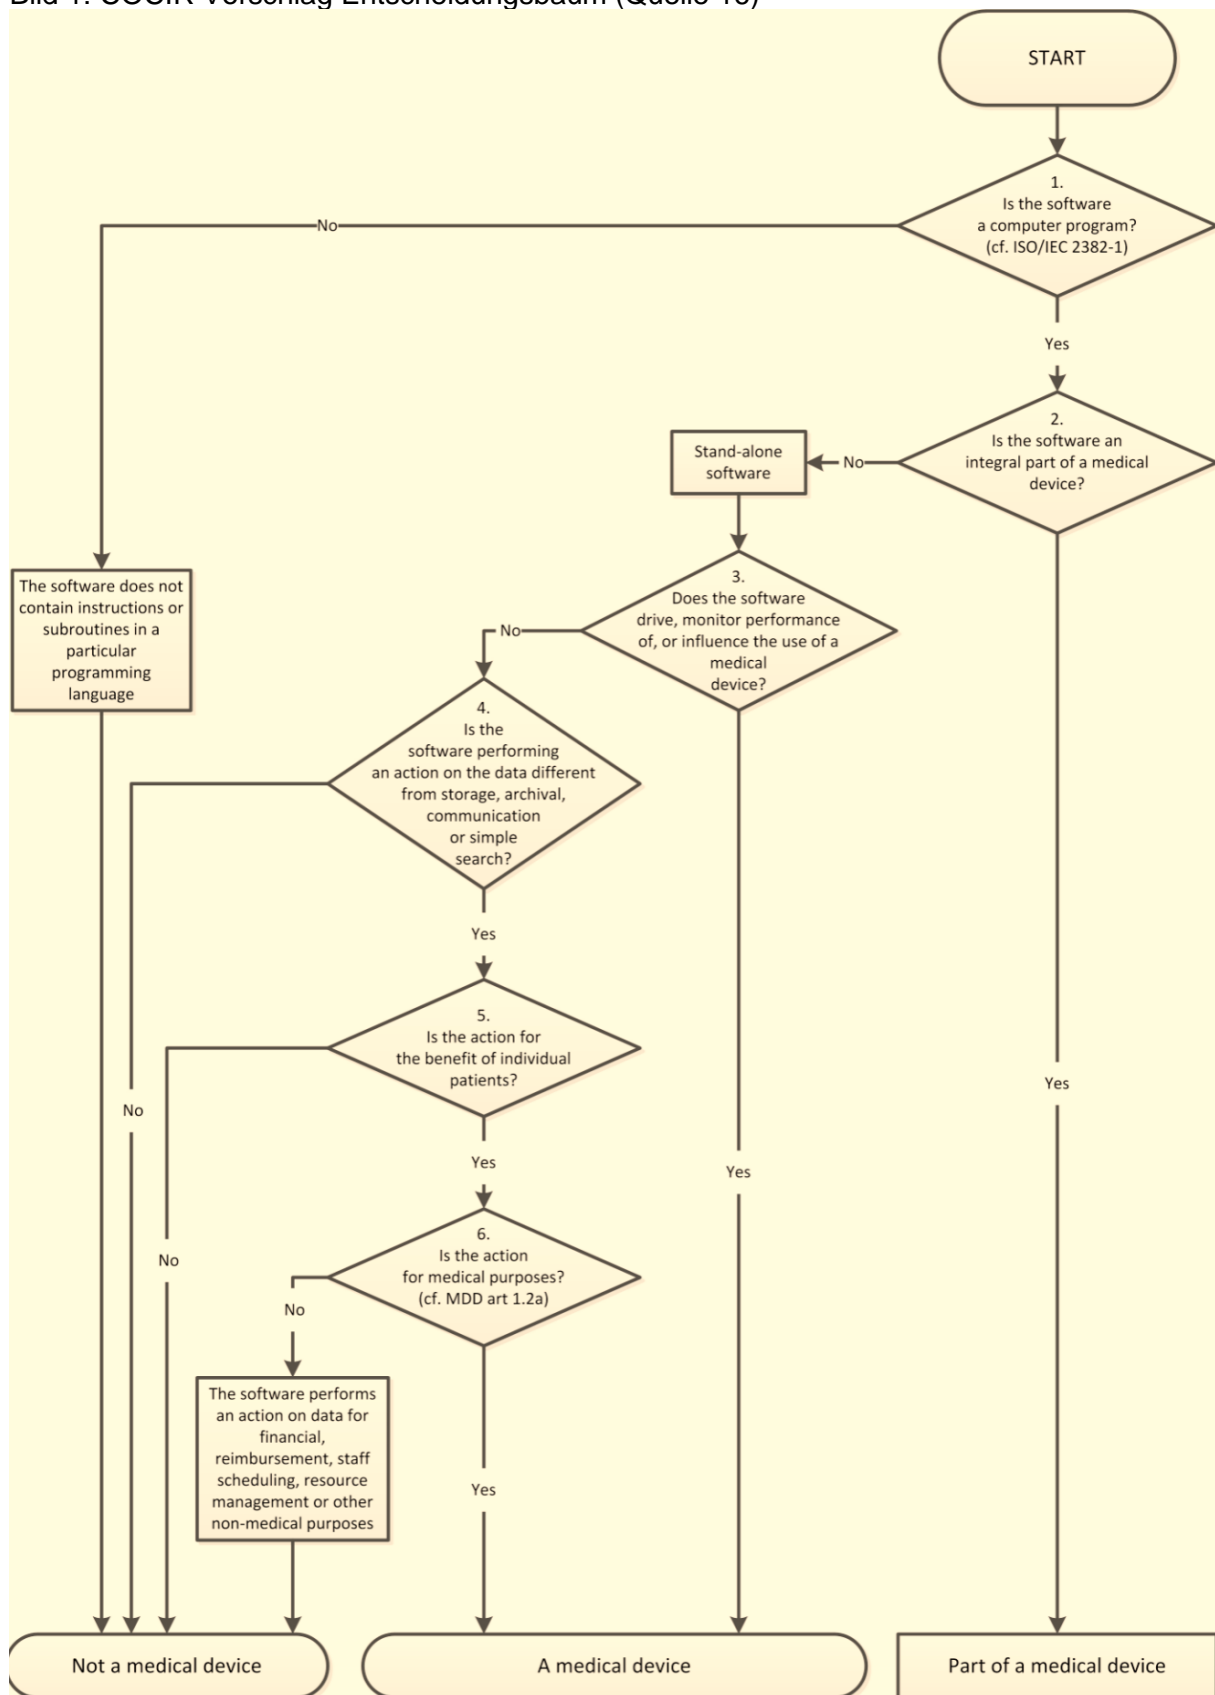 Bild 1: COCIR-Vorschlag Entscheidungsbaum (Quelle
START
1.
Is the software
a computer program?
(cf. ISO/IEC 2382-1)
No
Yes
2.
Is the software an
integral part of a medical
device?
No
Stand-alone
software
3.
Does the software
drive, monitor performance
of, or influence the use of a
medical
device?
No
The software does not
contain instructions or
subroutines in a
particular
programming
language
4.
Is the
software performing
an action on the data different
from storage, archival,
communication
or simple
search?
Yes
5.
Is the action for
the benefit of individual
patients?
No
Yes
Yes
Yes
No
6.
Is the action
for medical purposes?
(cf. MDD art 1.2a)
No
The software performs
an action on data for
financial,
reimbursement, staff
scheduling, resource
management or other
non-medical purposes
Yes
Not a medical device
A medical device
Part of a medical device